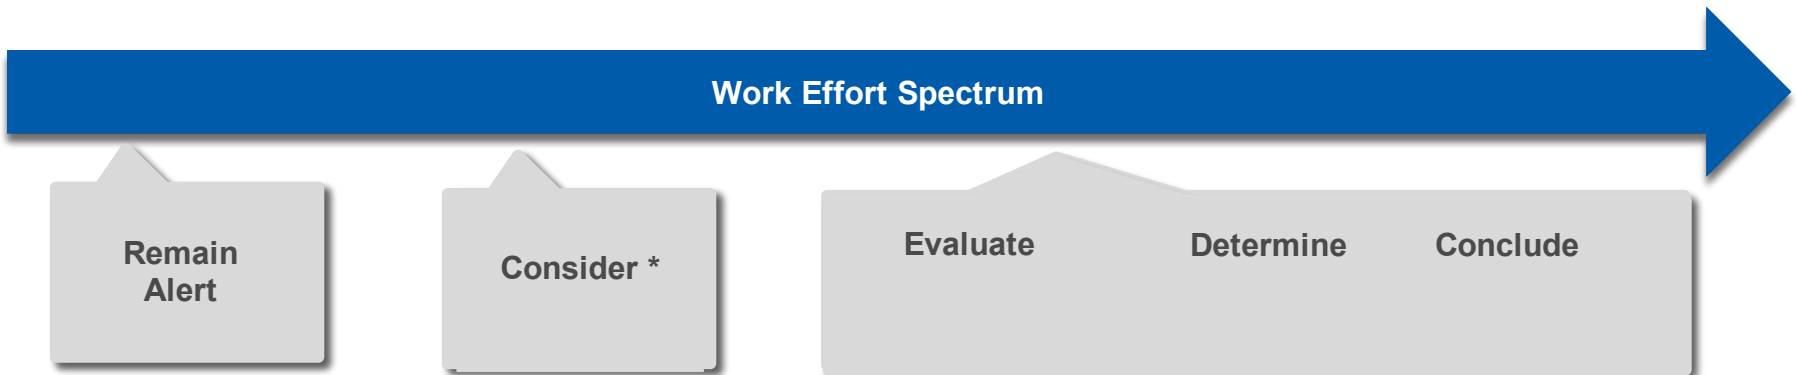 Work Effort Spectrum
Remain
Alert
Consider *
Evaluate
Determine
Conclude